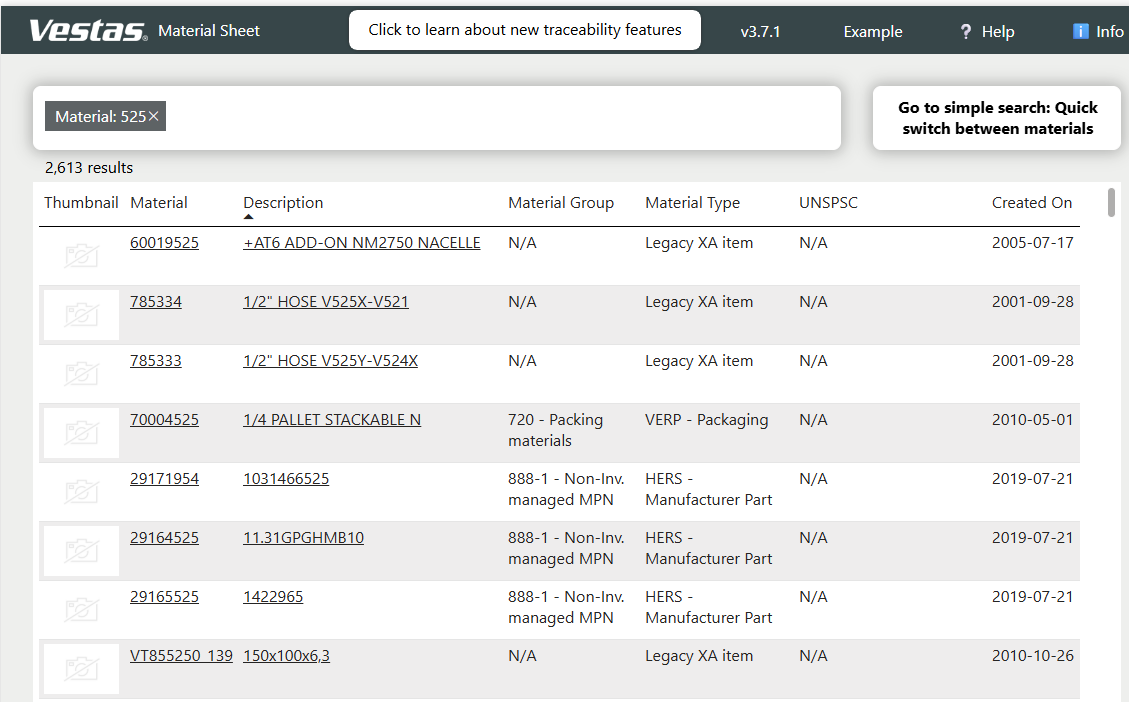 Vestas® Material Sheet Click to learn about new traceability features v3.7.1 Example ? Help i Info
Material: 525×
Go to simple search: Quick
switch between materials
2,613 results
Thumbnail Material Description Material Group Material Type UNSPSC Created On
60019525 +AT6 ADD-ON NM2750 NACELLE N/A Legacy XA item N/A 2005-07-17
785334 1/2" HOSE V525X-V521 N/A Legacy XA item N/A 2001-09-28
785333 1/2" HOSE V525Y-V524X N/A Legacy XA item N/A 2001-09-28
70004525 1/4 PALLET STACKABLE N 720 - Packing VERP - Packaging N/A 2010-05-01
materials
29171954 1031466525 888-1 - Non-Inv. HERS - N/A 2019-07-21
managed MPN Manufacturer Part
29164525 11.31GPGHMB10 888-1 - Non-Inv. HERS - N/A 2019-07-21
managed MPN Manufacturer Part
29165525 1422965 888-1 - Non-Inv. HERS - N/A 2019-07-21
managed MPN Manufacturer Part
VT855250_139 150x100x6,3 N/A Legacy XA item N/A 2010-10-26